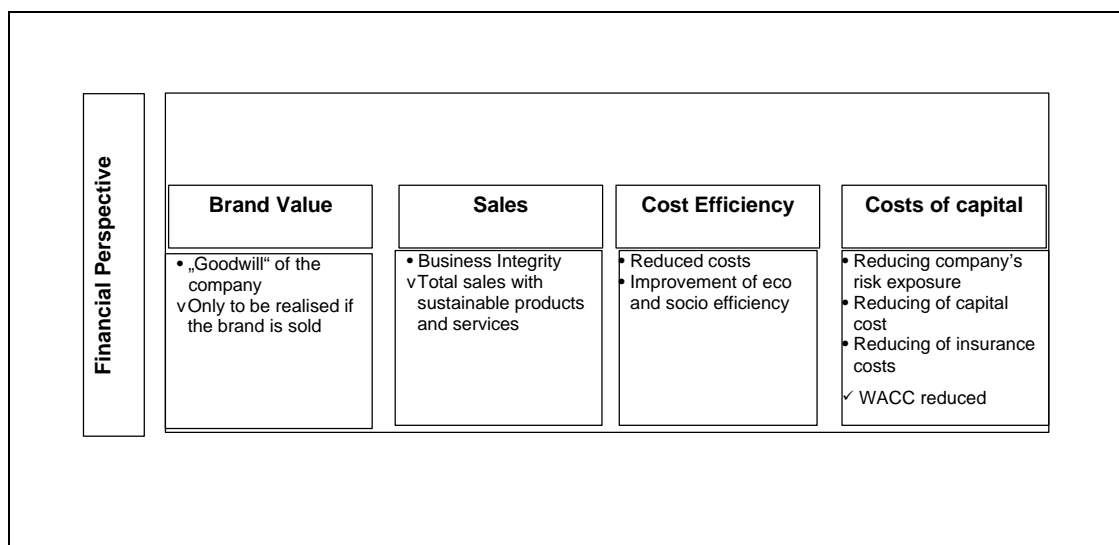 Financial Perspective
Brand Value
• „Goodwill“ of the
company
vOnly to be realised if
the brand is sold
Sales
• Business Integrity
vTotal sales with
sustainable products
and services
Cost Efficiency
• Reduced costs
• Improvement of eco
and socio efficiency
Costs of capital
• Reducing company’s
risk exposure
• Reducing of capital
cost
• Reducing of insurance
costs
✓ WACC reduced